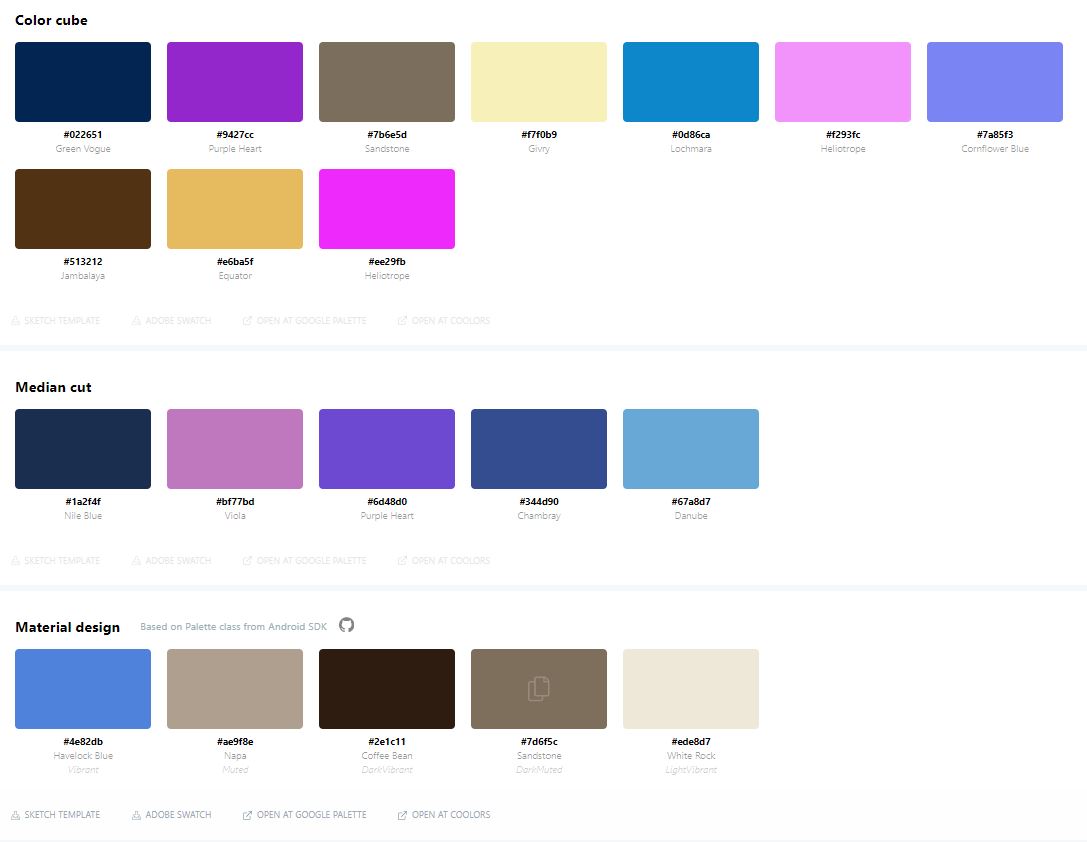 Color cube
#022651 #9427cc #7b6e5d #f7f0b9 #0d86ca #f293fc #7a85f3
Green Vogue Purple Heart Sandstone Givry Lochmara Heliotrope Cornflower Blue
#513212 #e6ba5f #ee29fb
Jambalaya Equator Heliotrope
SKETCH TEMPLATE ADOBE SWATCH OPEN AT GOOGLE PALETTE OPEN AT COOLORS
Median cut
#1a2f4f #bf77bd #6d48d0 #344d90 #67a8d7
Nile Blue Viola Purple Heart Chambray Danube
SKETCH TEMPLATE ADOBE SWATCH OPEN AT GOOGLE PALETTE OPEN AT COOLORS
Material design Based on Palette class from Android SDK
#4e82db #ae9f8e #2e1c11 #7d6f5c #ede8d7
Havelock Blue Napa Coffee Bean Sandstone White Rock
Vibrant Muted DarkVibrant DarkMuted LightVibrant
SKETCH TEMPLATE ADOBE SWATCH OPEN AT GOOGLE PALETTE OPEN AT COOLORS